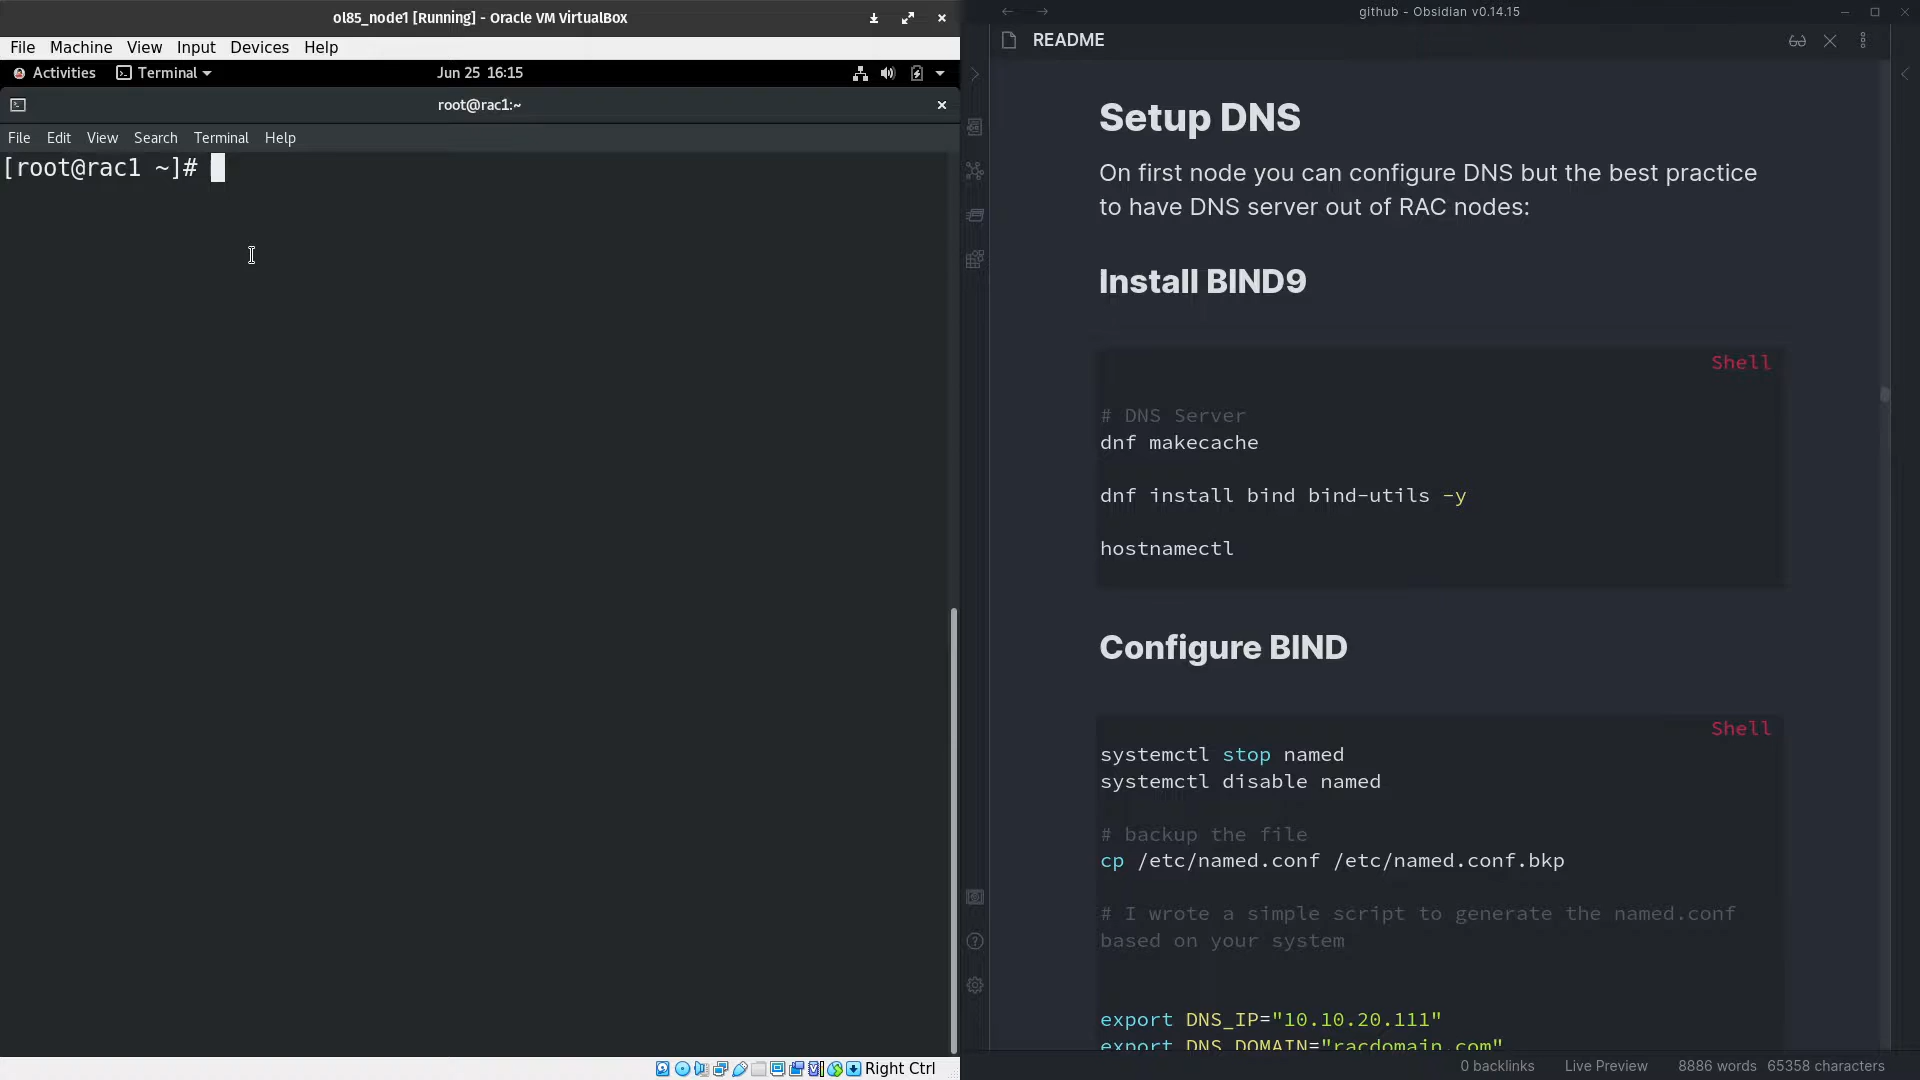 ol85_node1 [Running] - Oracle VM VirtualBox
File Machine View Input Devices Help
Activities Terminal Jun 25 16:15
root@rac1:~
File Edit View Search Terminal Help
[root@rac1 ~]#
Right Ctrl
github - Obsidian v0.14.15
README
Setup DNS
On first node you can configure DNS but the best practice
to have DNS server out of RAC nodes:
Install BIND9
Shell
# DNS Server
dnf makecache
dnf install bind bind-utils -y
hostnamectl
Configure BIND
Shell
systemctl stop named
systemctl disable named
# backup the file
cp /etc/named.conf /etc/named.conf.bkp
# I wrote a simple script to generate the named.conf
based on your system
export DNS_IP="10.10.20.111"
export DNS_DOMAIN="racdomain.com"
0 backlinks Live Preview 8886 words 65358 characters